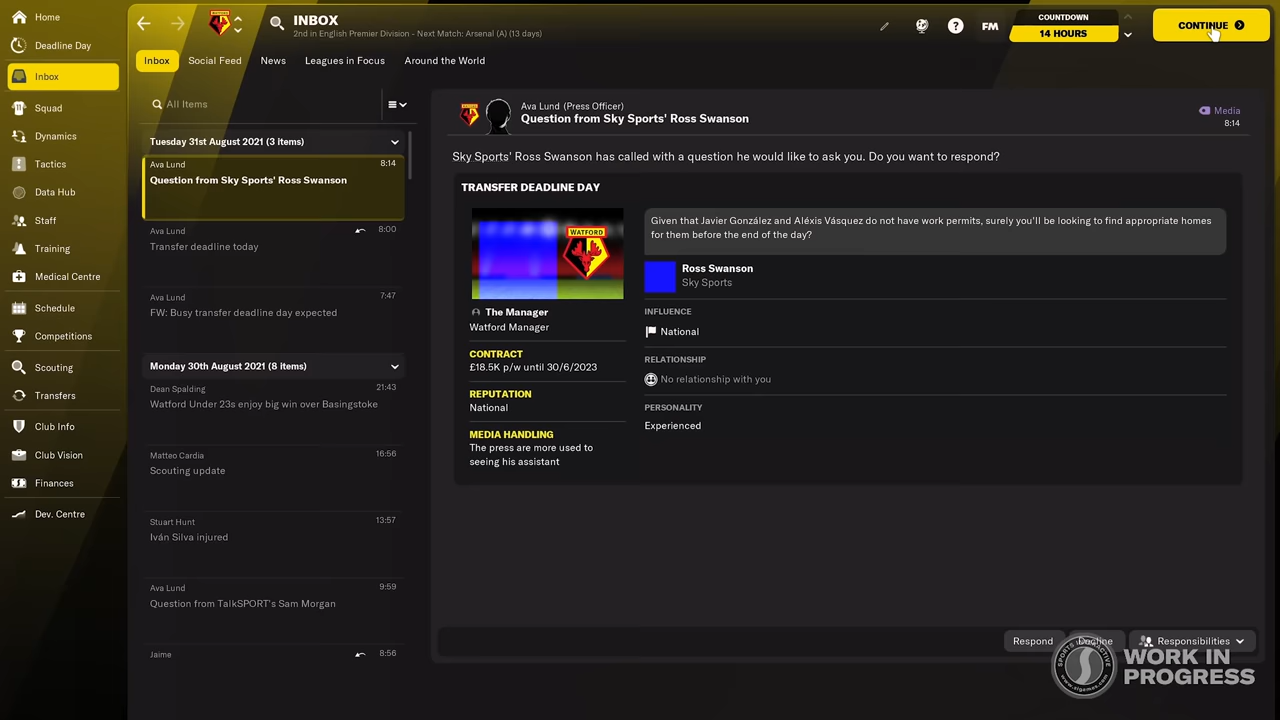 Home
Deadline Day
Inbox
Squad
Dynamics
Tactics
Data Hub
Staff
Training
Medical Centre
Schedule
Competitions
Scouting
Transfers
Club Info
Club Vision
Finances
Dev. Centre
INBOX
2nd in English Premier Division - Next Match: Arsenal (A) (13 days)
FM
COUNTDOWN
14 HOURS
CONTINUE
Inbox
Social Feed
News
Leagues in Focus
Around the World
All Items
Tuesday 31st August 2021 (3 items)
Ava Lund 8:14
Question from Sky Sports' Ross Swanson
Ava Lund 8:00
Transfer deadline today
Ava Lund 7:47
FW: Busy transfer deadline day expected
Monday 30th August 2021 (8 items)
Dean Spalding 21:43
Watford Under 23s enjoy big win over Basingstoke
Matteo Cardia 16:56
Scouting update
Stuart Hunt 13:57
Iván Silva injured
Ava Lund 9:59
Question from TalkSPORT's Sam Morgan
Jaime 8:56
Ava Lund (Press Officer)
Question from Sky Sports' Ross Swanson
Media
8:14
Sky Sports' Ross Swanson has called with a question he would like to ask you. Do you want to respond?
TRANSFER DEADLINE DAY
WATFORD
The Manager
Watford Manager
CONTRACT
£18.5K p/w until 30/6/2023
REPUTATION
National
MEDIA HANDLING
The press are more used to
seeing his assistant
Given that Javier González and Aléxis Vásquez do not have work permits, surely you'll be looking to find appropriate homes
for them before the end of the day?
Ross Swanson
Sky Sports
INFLUENCE
National
RELATIONSHIP
No relationship with you
PERSONALITY
Experienced
Respond
Decline
Responsibilities
SPORTS INTERACTIVE
www.sigames.com
WORK IN
PROGRESS